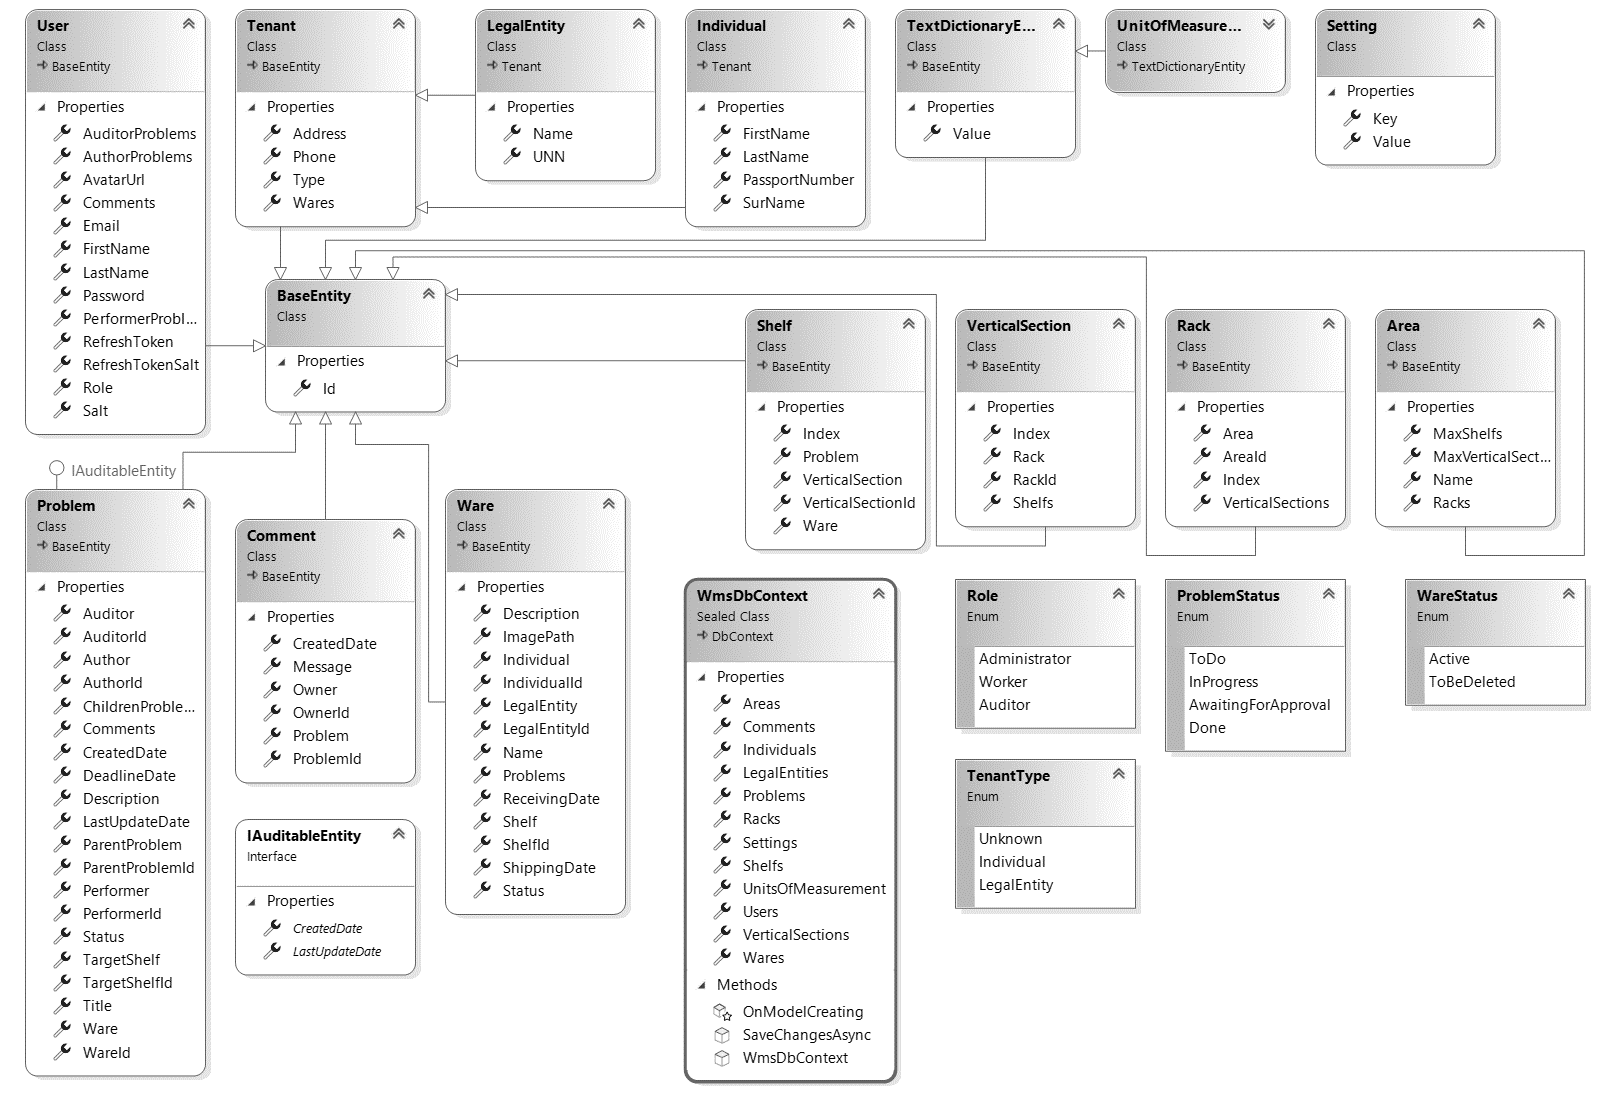 User
Class
BaseEntity
Properties
AuditorProblems
AuthorProblems
AvatarUrl
Comments
Email
FirstName
LastName
Password
PerformerProbl...
RefreshToken
RefreshTokenSalt
Role
Salt
Tenant
Class
BaseEntity
Properties
Address
Phone
Type
Wares
LegalEntity
Class
Tenant
Properties
Name
UNN
Individual
Class
Tenant
Properties
FirstName
LastName
PassportNumber
SurName
TextDictionaryE...
Class
BaseEntity
Properties
Value
UnitOfMeasure...
Class
TextDictionaryEntity
Setting
Class
Properties
Key
Value
BaseEntity
Class
Properties
Id
Shelf
Class
BaseEntity
Properties
Index
Problem
VerticalSection
VerticalSectionId
Ware
VerticalSection
Class
BaseEntity
Properties
Index
Rack
RackId
Shelfs
Rack
Class
BaseEntity
Properties
Area
AreaId
Index
VerticalSections
Area
Class
BaseEntity
Properties
MaxShelfs
MaxVerticalSect...
Name
Racks
IAuditableEntity
Problem
Class
BaseEntity
Properties
Auditor
AuditorId
Author
AuthorId
ChildrenProble...
Comments
CreatedDate
DeadlineDate
Description
LastUpdateDate
ParentProblem
ParentProblemId
Performer
PerformerId
Status
TargetShelf
TargetShelfId
Title
Ware
WareId
Comment
Class
BaseEntity
Properties
CreatedDate
Message
Owner
OwnerId
Problem
ProblemId
IAuditableEntity
Interface
Properties
CreatedDate
LastUpdateDate
Ware
Class
BaseEntity
Properties
Description
ImagePath
Individual
IndividualId
LegalEntity
LegalEntityId
Name
Problems
ReceivingDate
Shelf
ShelfId
ShippingDate
Status
WmsDbContext
Sealed Class
DbContext
Properties
Areas
Comments
Individuals
LegalEntities
Problems
Racks
Settings
Shelfs
UnitsOfMeasurement
Users
VerticalSections
Wares
Methods
OnModelCreating
SaveChangesAsync
WmsDbContext
Role
Enum
Administrator
Worker
Auditor
ProblemStatus
Enum
ToDo
InProgress
AwaitingForApproval
Done
WareStatus
Enum
Active
ToBeDeleted
TenantType
Enum
Unknown
Individual
LegalEntity